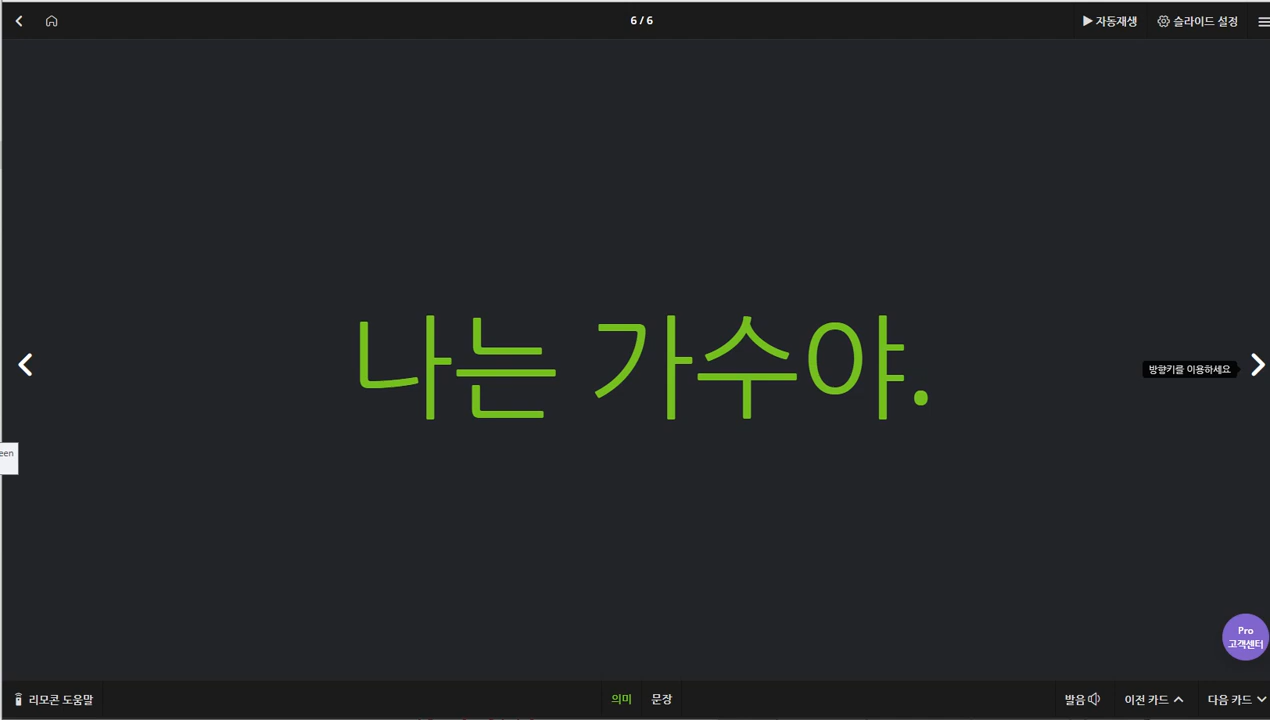 6 / 6
자동재생
슬라이드 설정
나는 가수야.
방향키를 이용하세요
een
Pro
고객센터
리모콘 도움말
의미
문장
발음
이전 카드
다음 카드